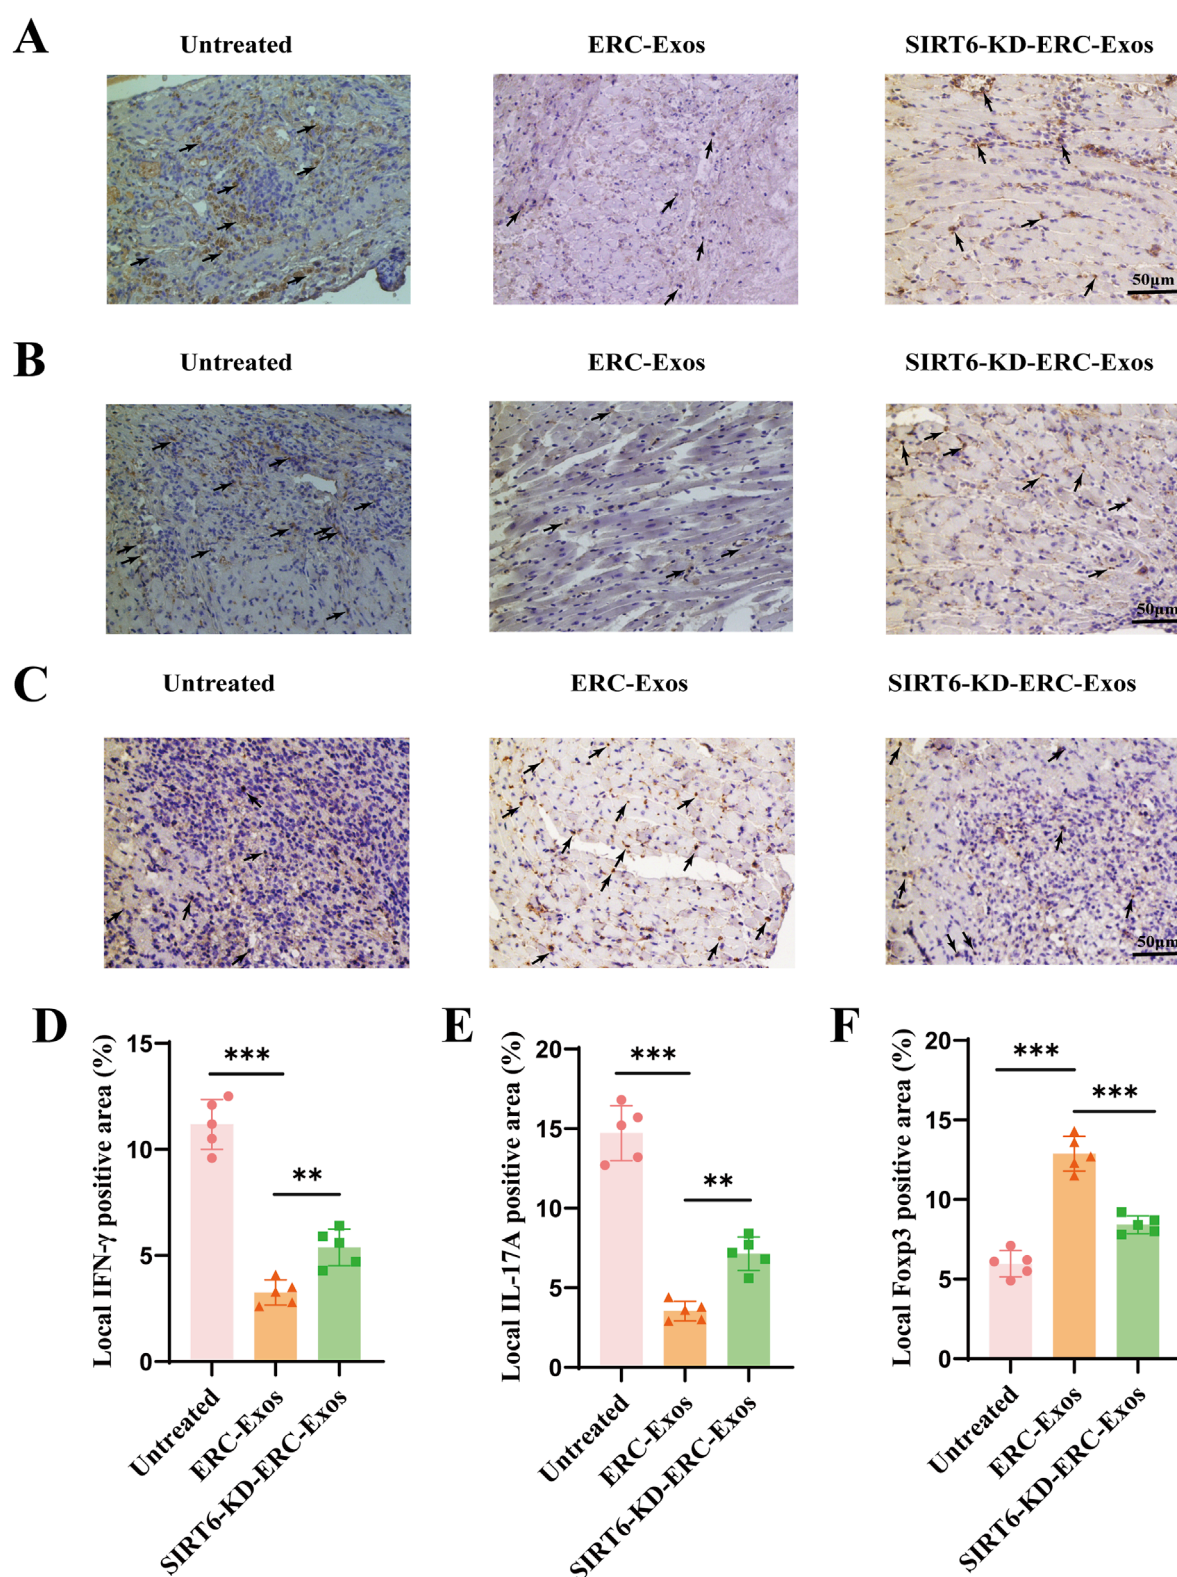 A
Untreated
ERC-Exos
SIRT6-KD-ERC-Exos
50μm
B
Untreated
ERC-Exos
SIRT6-KD-ERC-Exos
50μm
C
Untreated
ERC-Exos
SIRT6-KD-ERC-Exos
50μm
D
Local IFN-γ positive area (%)
15
10
5
0
***
**
Untreated
ERC-Exos
SIRT6-KD-ERC-Exos
E
Local IL-17A positive area (%)
20
15
10
5
0
***
**
Untreated
ERC-Exos
SIRT6-KD-ERC-Exos
F
Local Foxp3 positive area (%)
20
15
10
5
0
***
***
Untreated
ERC-Exos
SIRT6-KD-ERC-Exos